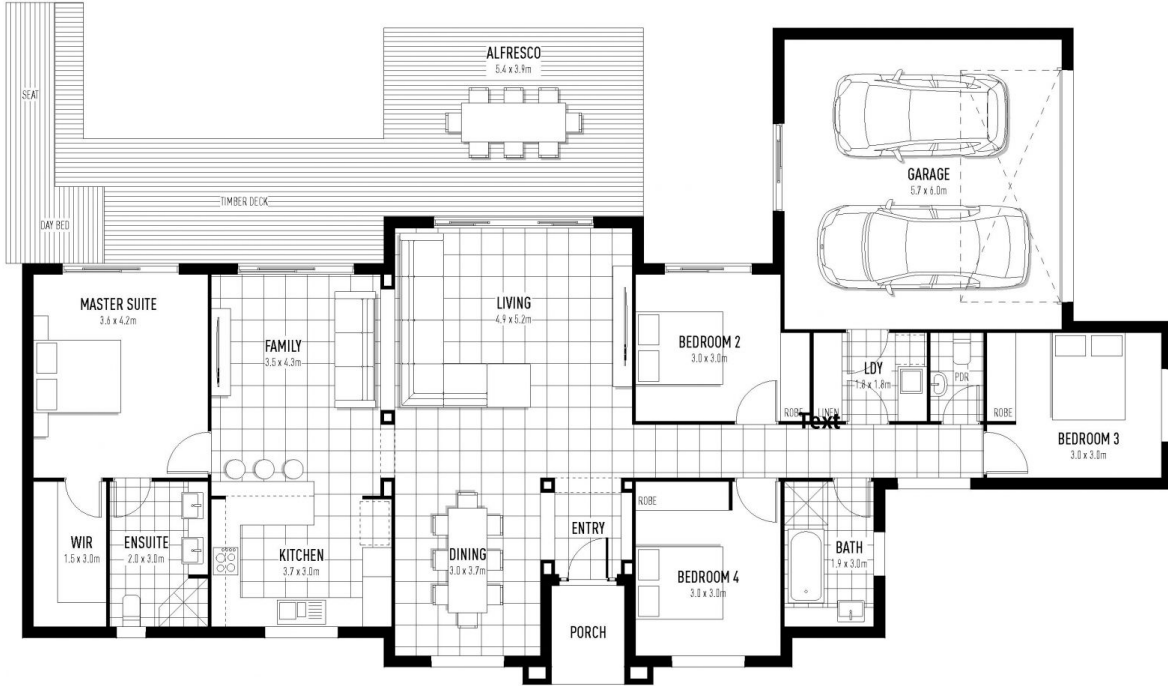 ALFRESCO
5.4 x 3.9m
SEAT
GARAGE
5.7 x 6.0m
TIMBER DECK
DAY BED
MASTER SUITE
3.6 x 4.2m
LIVING
4.9 x 5.2m
FAMILY
3.5 x 4.3m
BEDROOM 2
3.0 x 3.0m
LDY
1.8 x 1.8m
PDR
ROBE
LINEN
Text
ROBE
BEDROOM 3
3.0 x 3.0m
ROBE
WIR
1.5 x 3.0m
ENSUITE
2.0 x 3.0m
KITCHEN
3.7 x 3.0m
DINING
3.0 x 3.7m
ENTRY
BEDROOM 4
3.0 x 3.0m
BATH
1.9 x 3.0m
PORCH